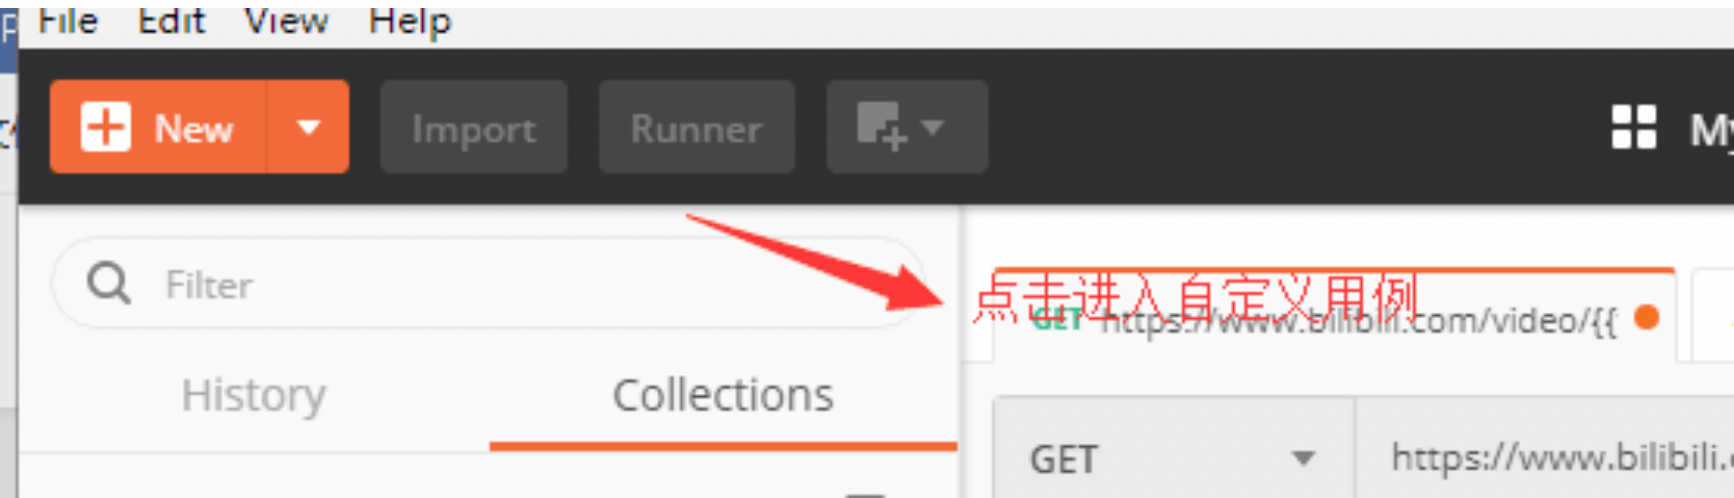 File Edit View Help
New Import Runner My
Filter
点击进入自定义用例
GET https://www.bilibili.com/video/{{
History Collections
GET https://www.bilibili.